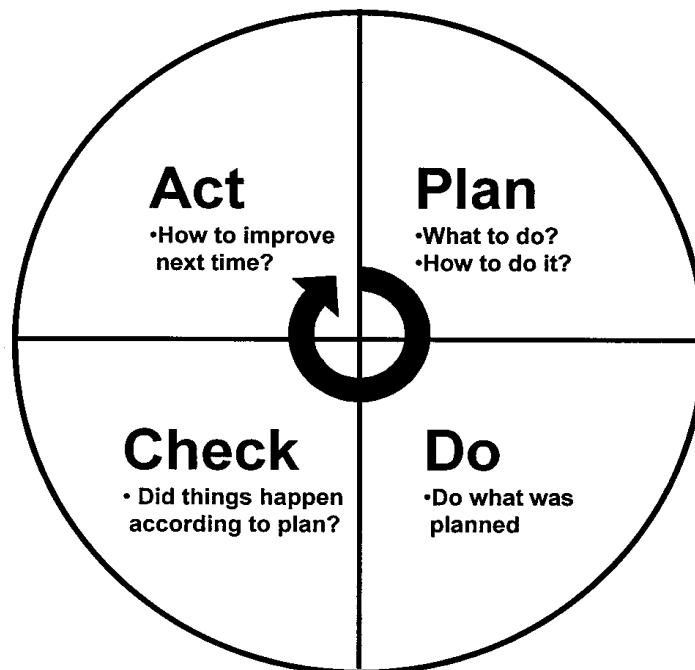 Act
•How to improve
next time?
Plan
•What to do?
•How to do it?
Check
• Did things happen
according to plan?
Do
•Do what was
planned